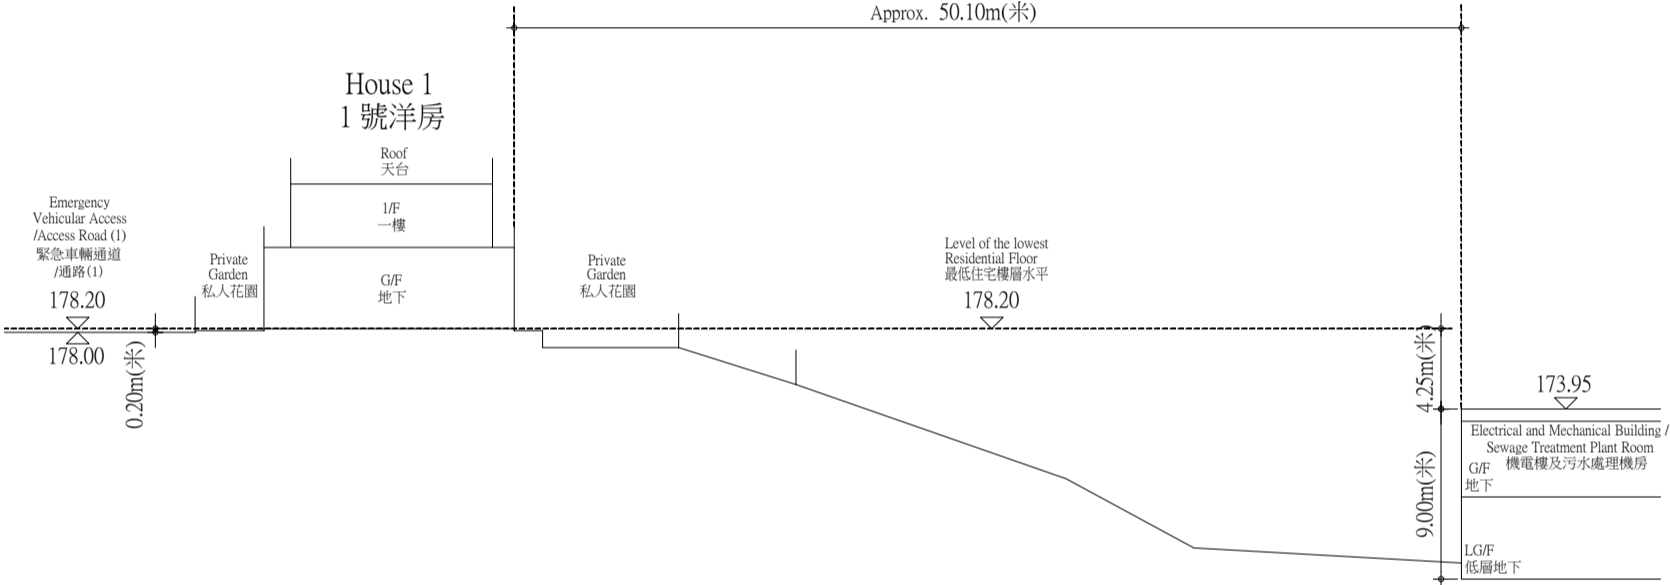 Approx. 50.10m(米)
House 1
1 號洋房
Roof
天台
1/F
一樓
G/F
地下
Emergency
Vehicular Access
/Access Road (1)
緊急車輛通道
/通路(1)
178.20
178.00
0.20m(米)
Private
Garden
私人花園
Private
Garden
私人花園
Level of the lowest
Residential Floor
最低住宅樓層水平
178.20
4.25m(米)
9.00m(米)
173.95
Electrical and Mechanical Building /
Sewage Treatment Plant Room
機電樓及污水處理機房
G/F
地下
LG/F
低層地下